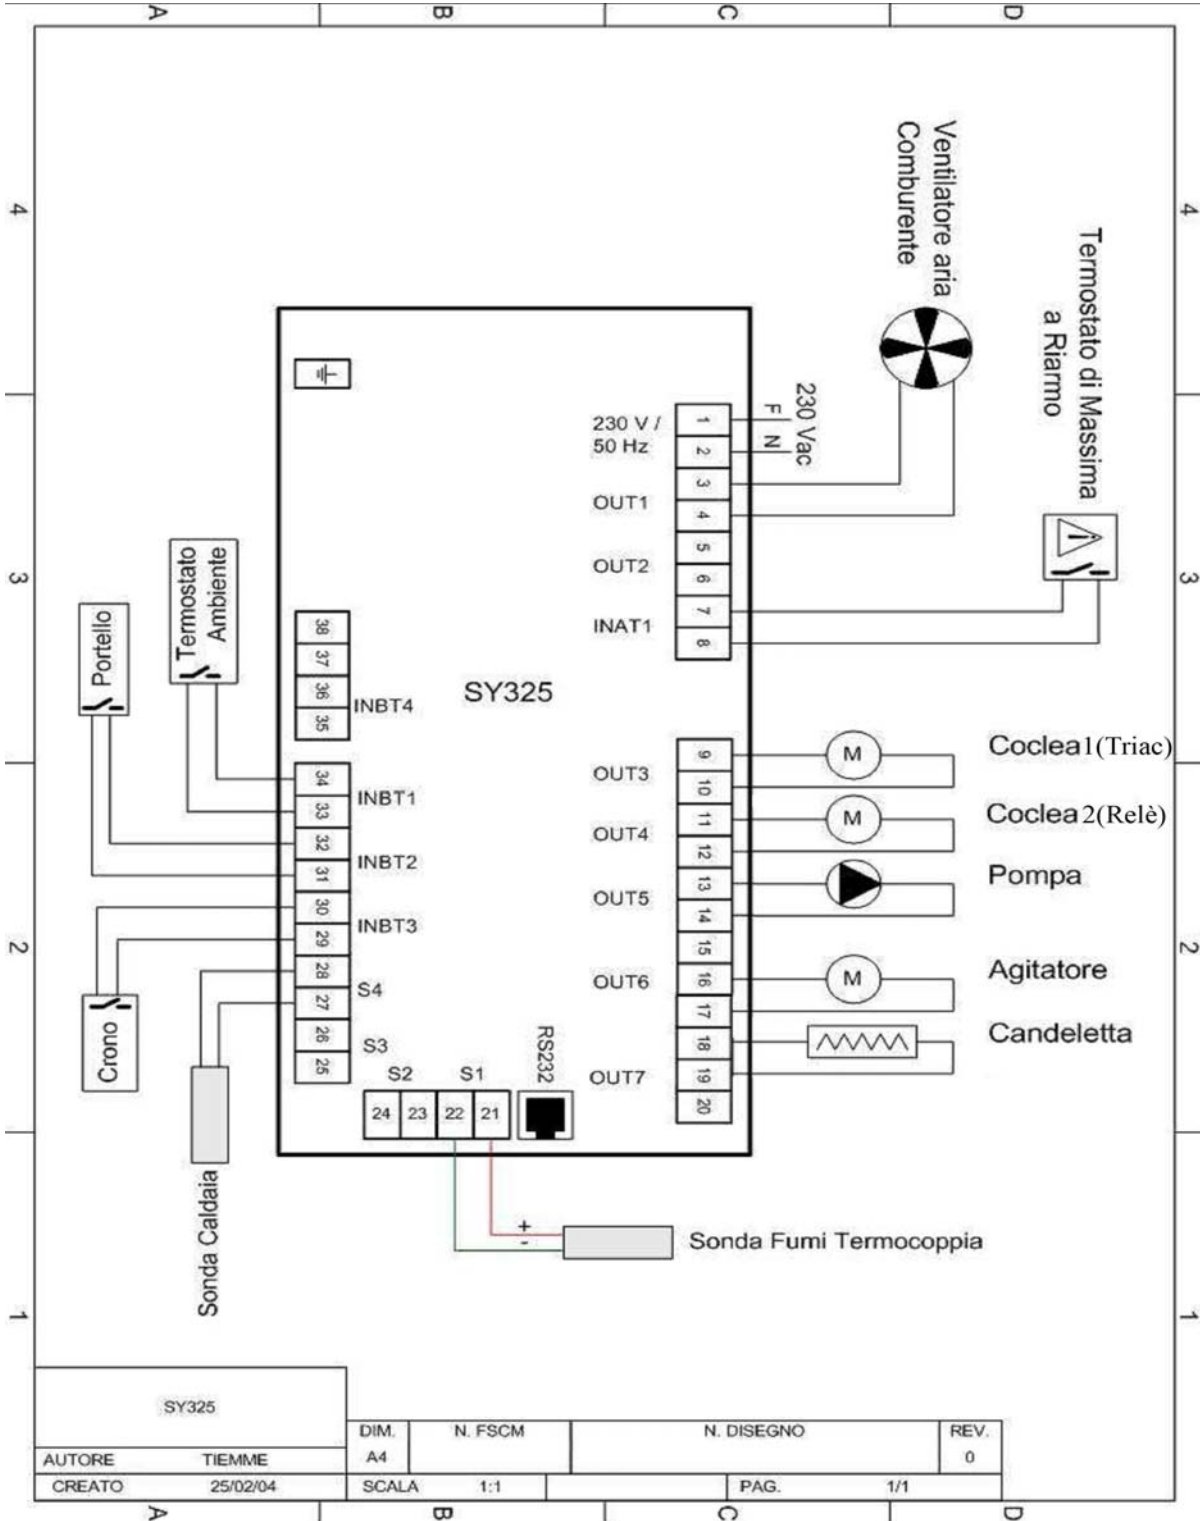 A B C D
4 4
Ventilatore aria
Comburente
Termostato di Massima
a Riarmo
230 Vac
F
N
230 V /
50 Hz
1
2
3
4
5
6
7
8
OUT1
OUT2
INAT1
3 3
Termostato
Ambiente
Portello
38
37
36
35
INBT4
SY325
34
33
32
31
30
29
28
27
26
25
INBT1
INBT2
INBT3
S4
S3
9
10
11
12
13
14
15
16
17
18
19
20
OUT3
OUT4
OUT5
OUT6
OUT7
M
M
M
Coclea1(Triac)
Coclea2(Relè)
Pompa
Agitatore
Candeletta
2 2
Crono
Sonda Caldaia
S2 S1
RS232
24 23 22 21
+
-
Sonda Fumi Termocoppia
1 1
SY325
AUTORE TIEMME
CREATO 25/02/04
DIM.
A4
N. FSCM
N. DISEGNO
REV.
0
SCALA 1:1
PAG. 1/1
A B C D